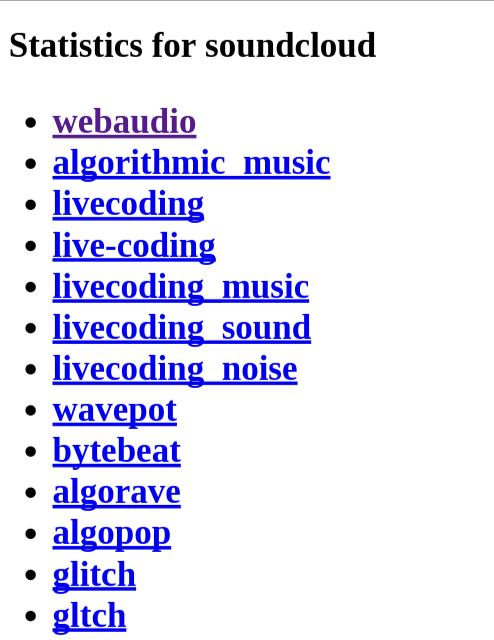 Statistics for soundcloud
webaudio
algorithmic_music
livecoding
live-coding
livecoding_music
livecoding_sound
livecoding_noise
wavepot
bytebeat
algorave
algopop
glitch
gltch